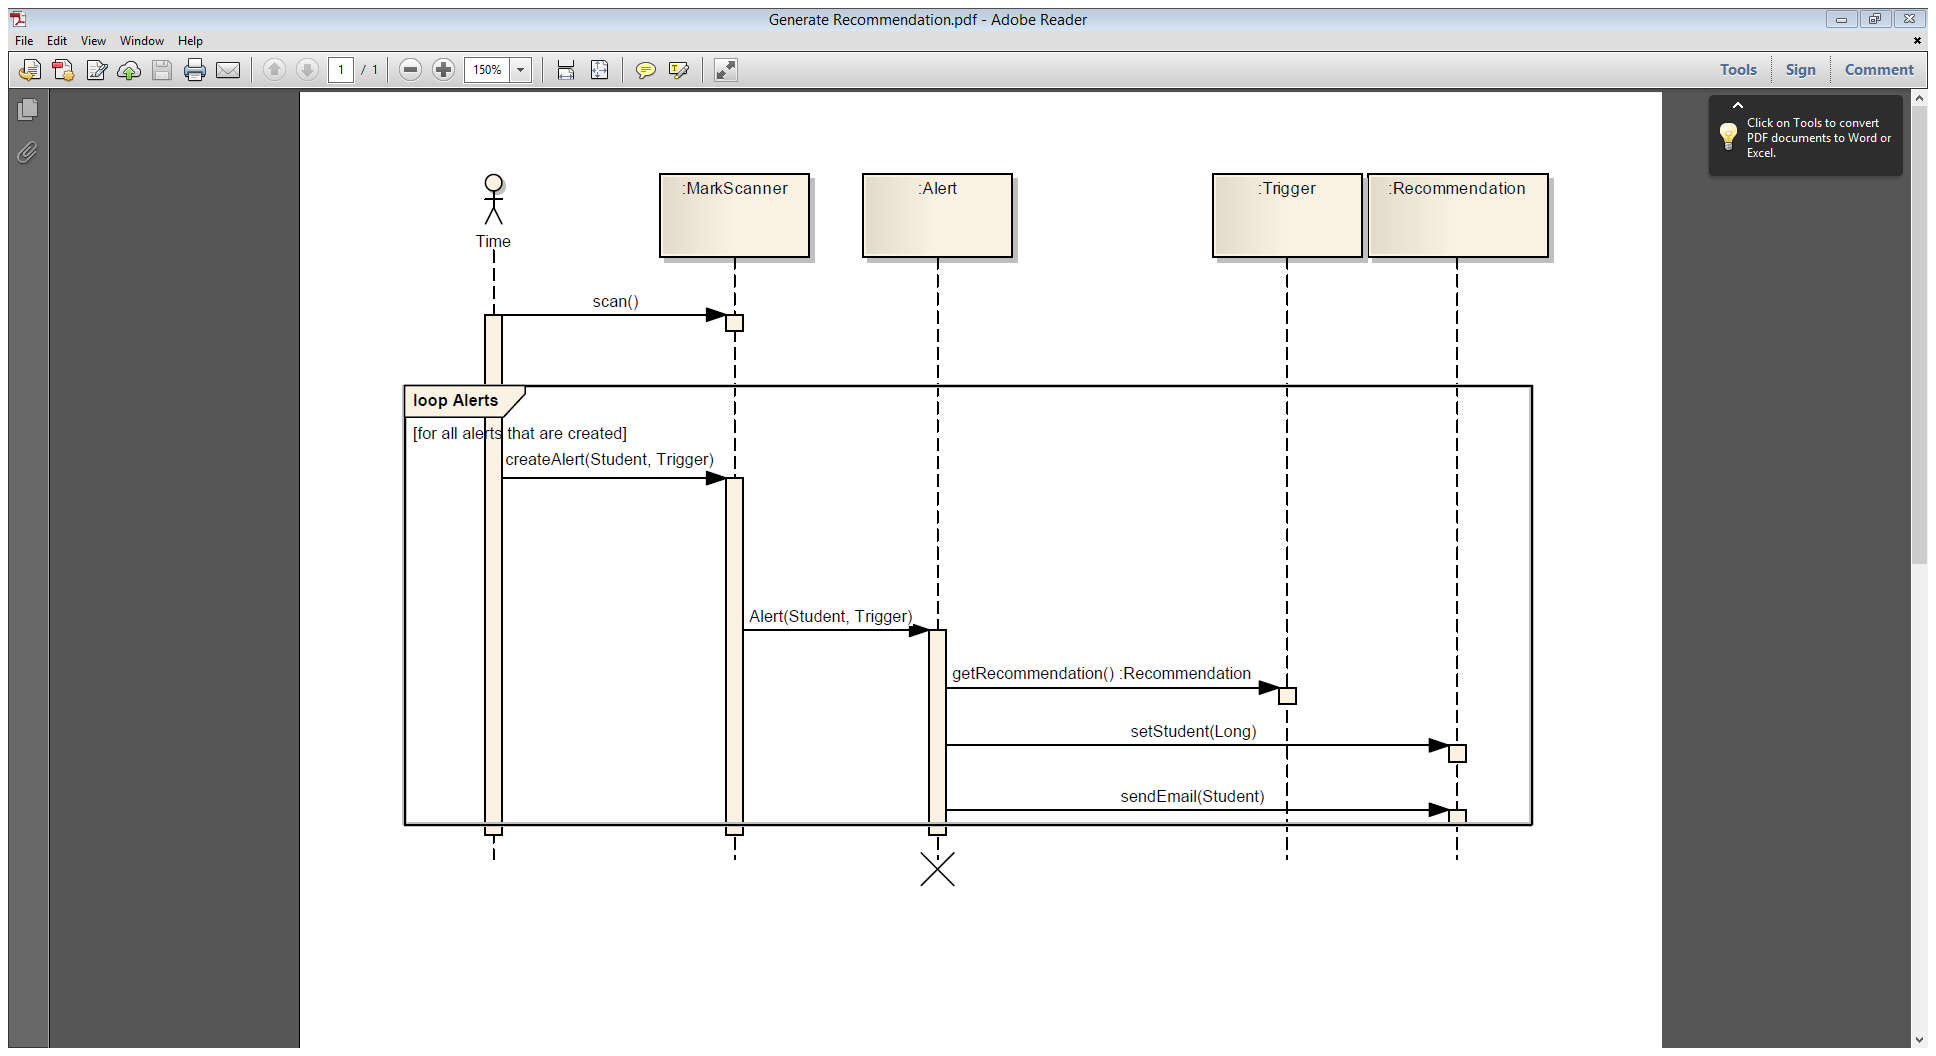 Generate Recommendation.pdf - Adobe Reader
File Edit View Window Help
1 / 1 150% Tools Sign Comment
Click on Tools to convert
PDF documents to Word or
Excel.
:MarkScanner :Alert :Trigger :Recommendation
Time
scan()
loop Alerts
[for all alerts that are created]
createAlert(Student, Trigger)
Alert(Student, Trigger)
getRecommendation() :Recommendation
setStudent(Long)
sendEmail(Student)